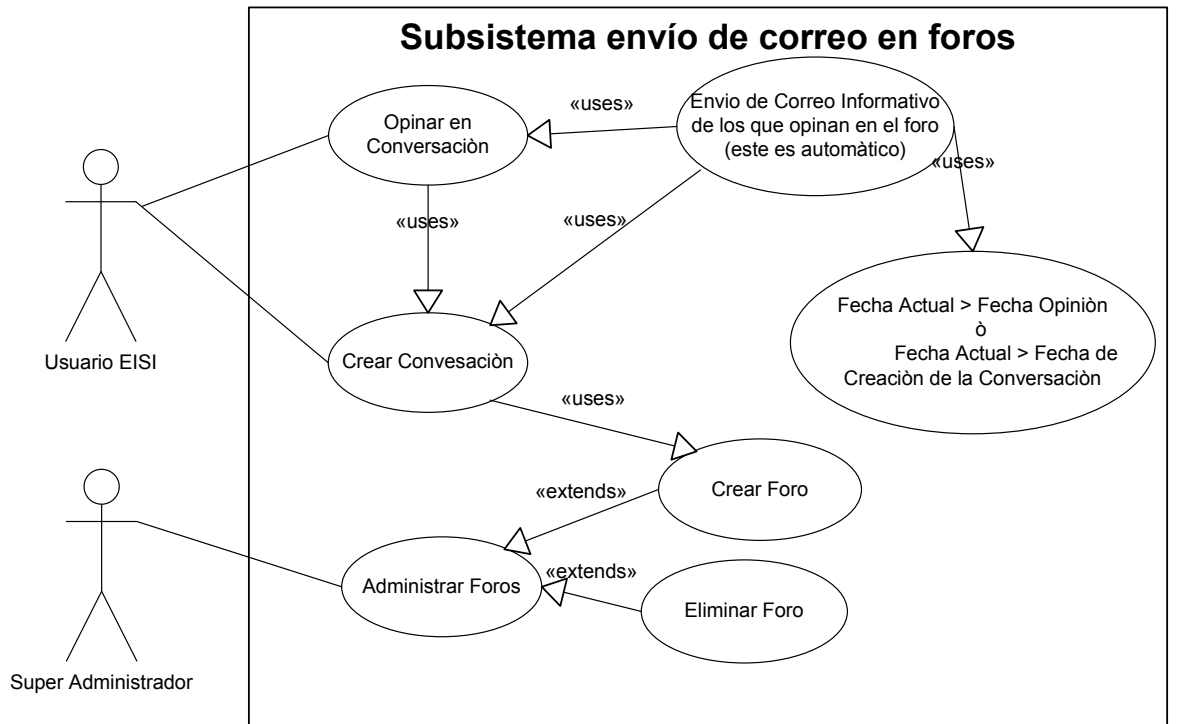 Subsistema envío de correo en foros
«uses»
Opinar en
Conversaciòn
Envio de Correo Informativo
de los que opinan en el foro
(este es automàtico)
«uses»
«uses»
«uses»
Fecha Actual > Fecha Opiniòn
ò
Fecha Actual > Fecha de
Creaciòn de la Conversaciòn
Usuario EISI
Crear Convesaciòn
«uses»
Crear Foro
«extends»
Administrar Foros
«extends»
Eliminar Foro
Super Administrador